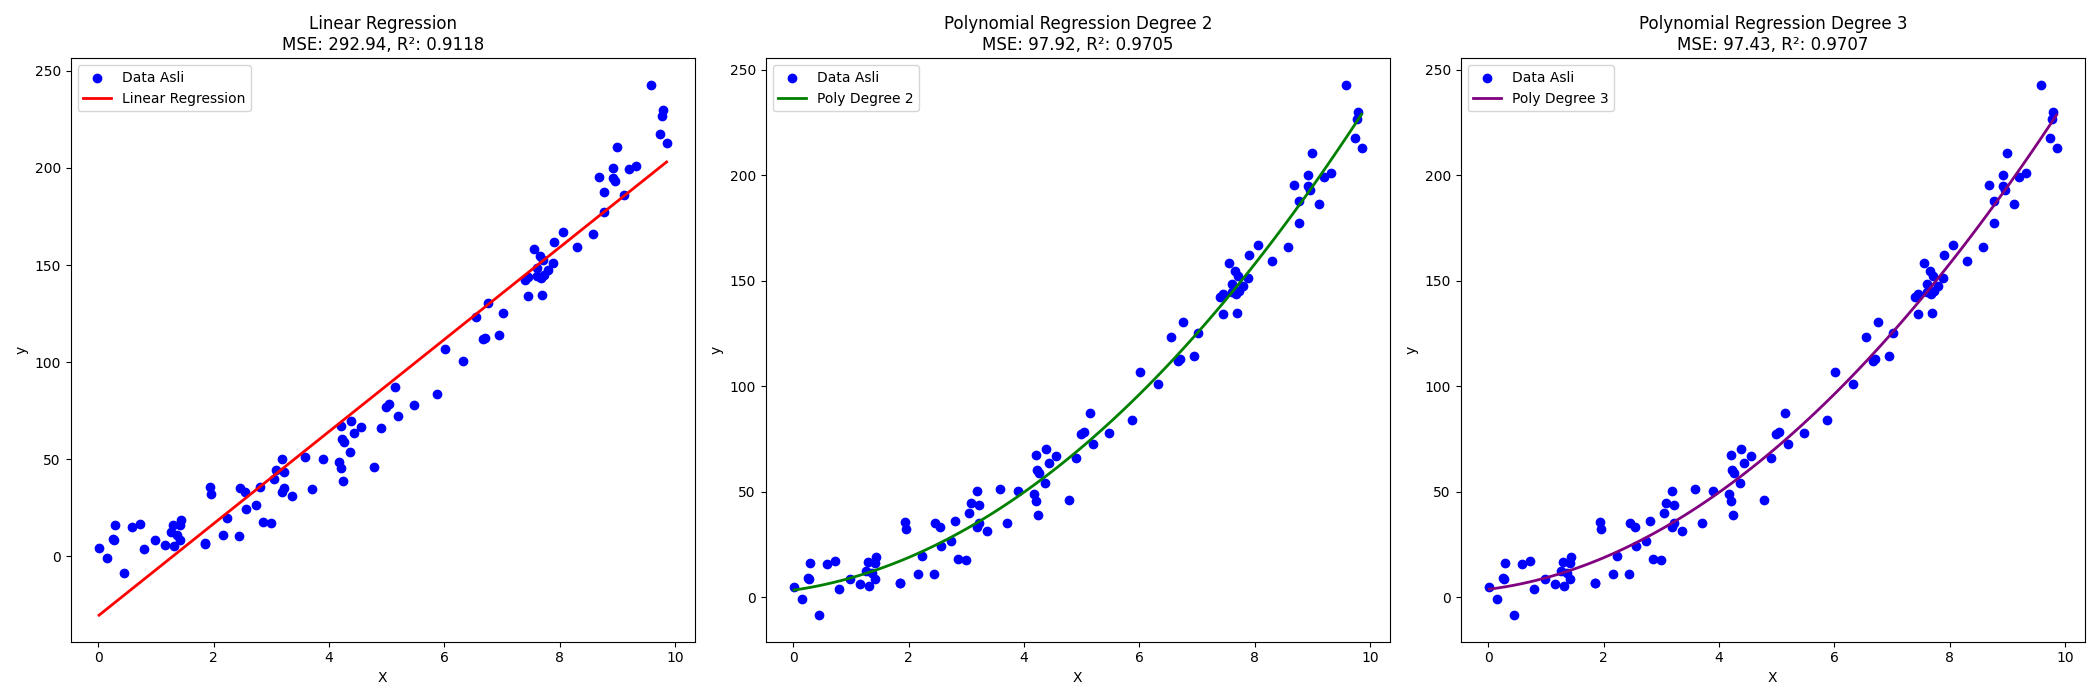 Linear Regression
MSE: 292.94, R²: 0.9118
Data Asli
Linear Regression
250
200
150
100
50
0
y
0 2 4 6 8 10
X
Polynomial Regression Degree 2
MSE: 97.92, R²: 0.9705
Data Asli
Poly Degree 2
250
200
150
100
50
0
y
0 2 4 6 8 10
X
Polynomial Regression Degree 3
MSE: 97.43, R²: 0.9707
Data Asli
Poly Degree 3
250
200
150
100
50
0
y
0 2 4 6 8 10
X